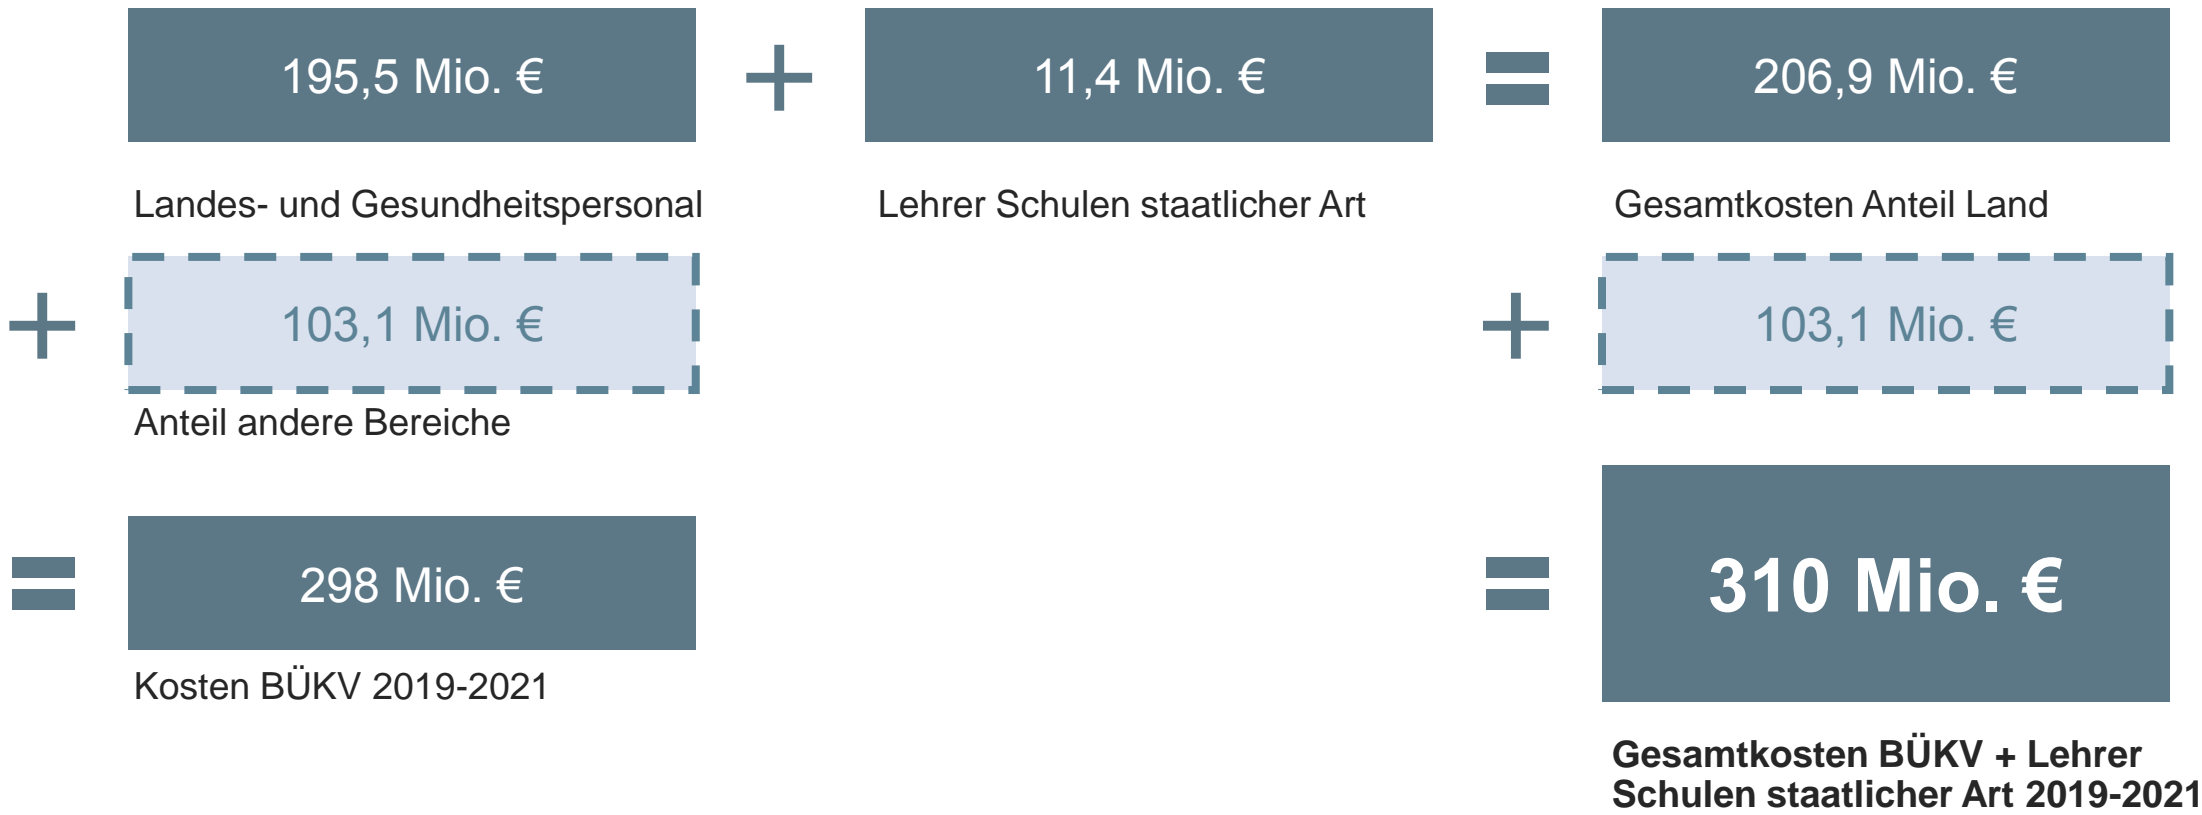 195,5 Mio. €
+
11,4 Mio. €
=
206,9 Mio. €
Landes- und Gesundheitspersonal
Lehrer Schulen staatlicher Art
Gesamtkosten Anteil Land
+
103,1 Mio. €
+
103,1 Mio. €
Anteil andere Bereiche
=
298 Mio. €
=
310 Mio. €
Kosten BÜKV 2019-2021
Gesamtkosten BÜKV + Lehrer
Schulen staatlicher Art 2019-2021